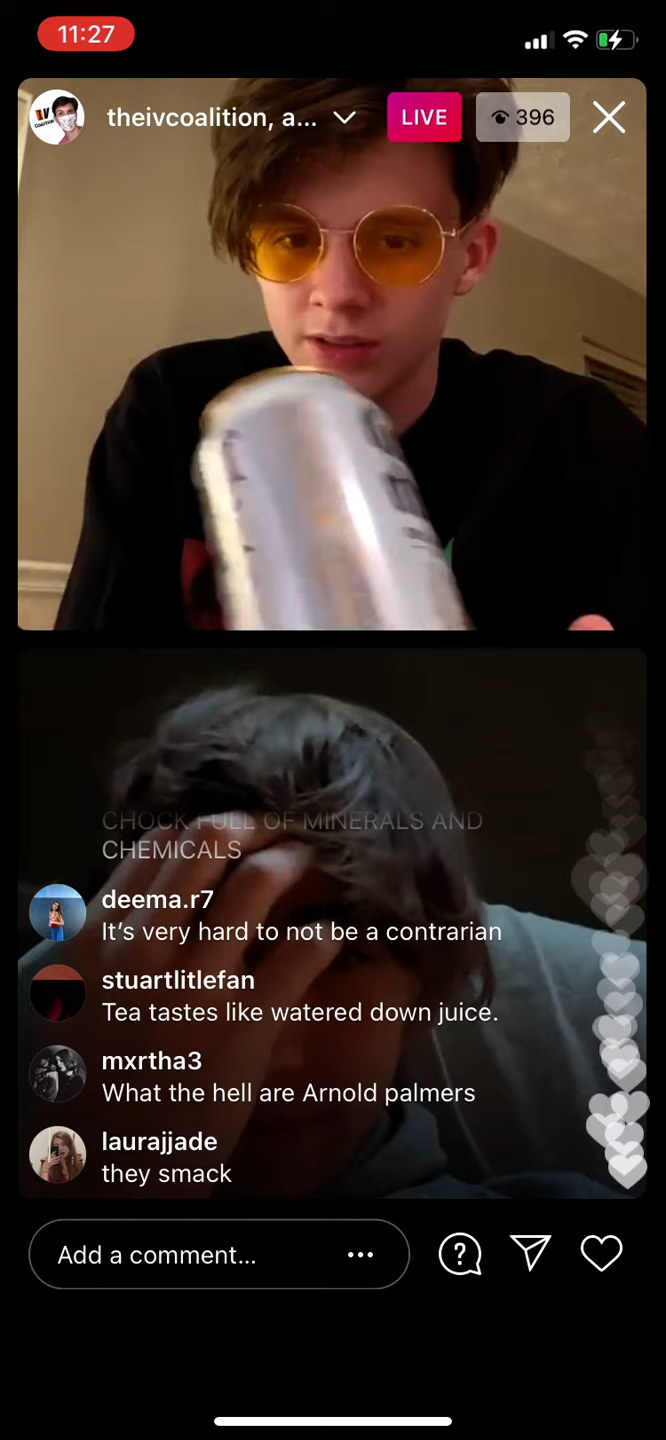 11:27
theivcoalition, a...
LIVE
396
CHOCK FULL OF MINERALS AND
CHEMICALS
deema.r7
It’s very hard to not be a contrarian
stuartlitlefan
Tea tastes like watered down juice.
mxrtha3
What the hell are Arnold palmers
laurajjade
they smack
Add a comment...